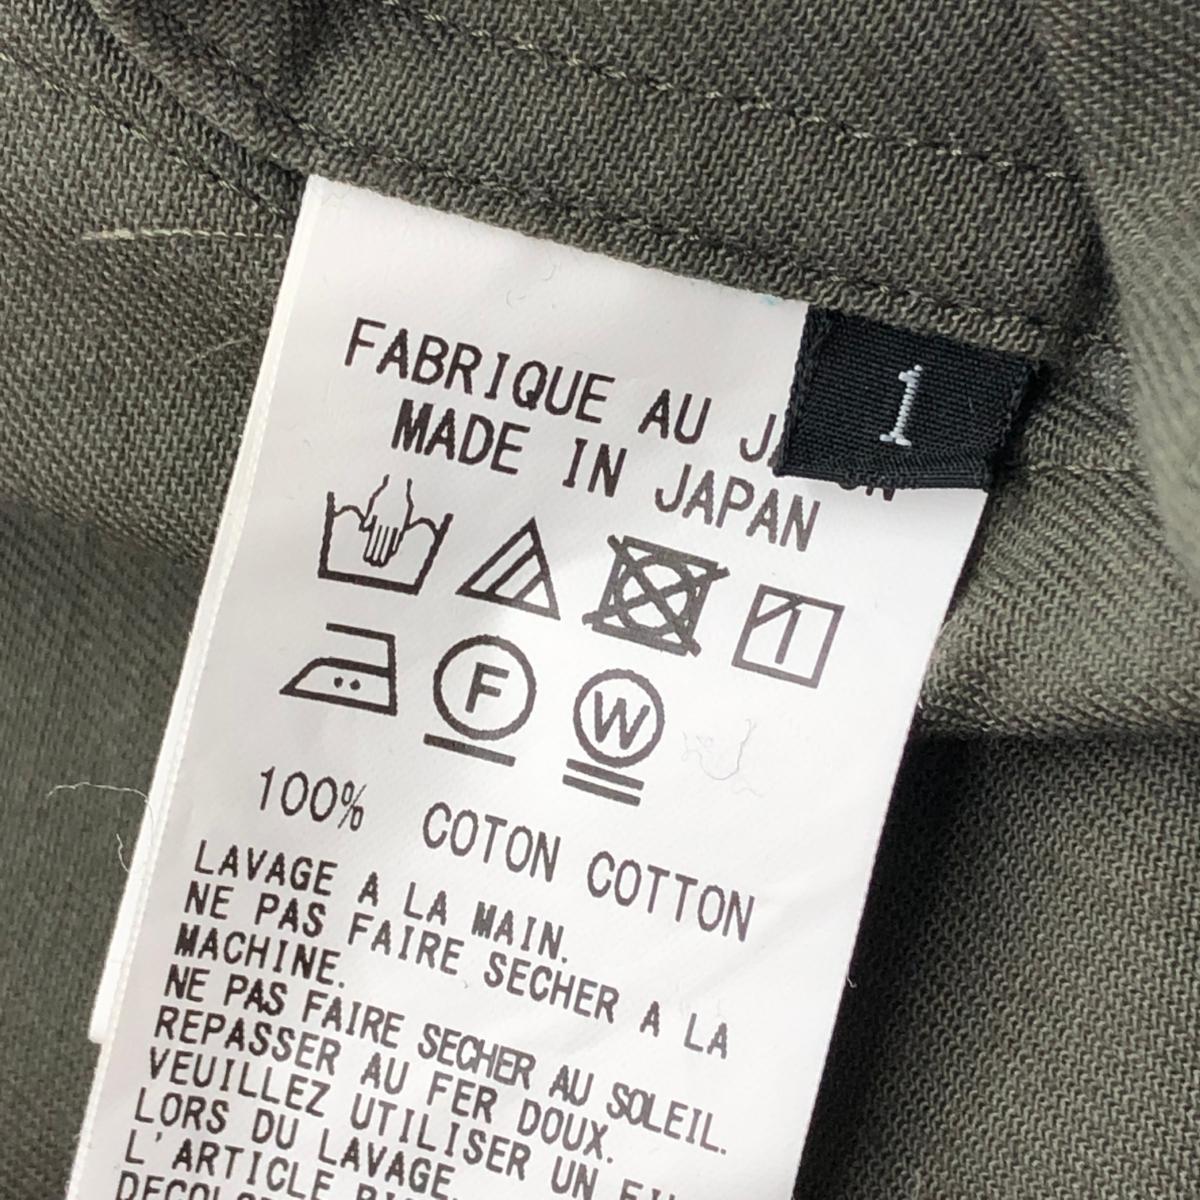 FABRIQUE AU
1
MADE IN JAPAN
F W
100% COTON COTTON
LAVAGE A LA MAIN.
NE PAS FAIRE SECHER A LA
MACHINE.
NE PAS FAIRE SECHER AU SOLEIL.
REPASSER AU FER DOUX.
VEUILLEZ UTILISER UN
LORS DU LAVAGE.
L'ARTICLE